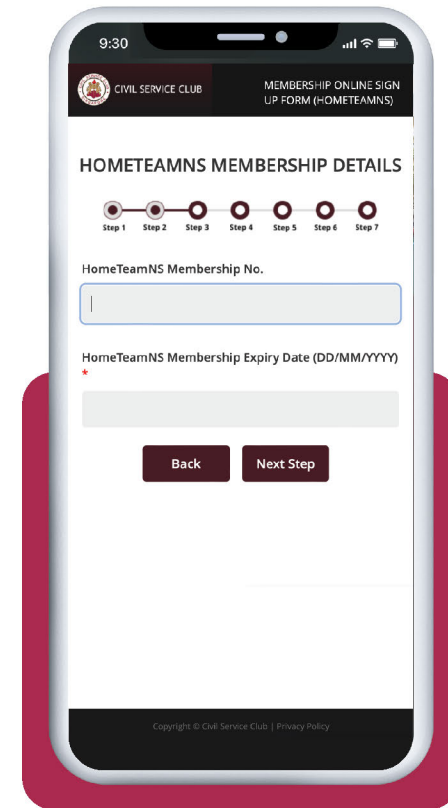 9:30
CIVIL SERVICE CLUB
MEMBERSHIP ONLINE SIGN
UP FORM (HOMETEAMNS)
HOMETEAMNS MEMBERSHIP DETAILS
Step 1 Step 2 Step 3 Step 4 Step 5 Step 6 Step 7
HomeTeamNS Membership No.
HomeTeamNS Membership Expiry Date (DD/MM/YYYY)
*
Back Next Step
Copyright © Civil Service Club | Privacy Policy